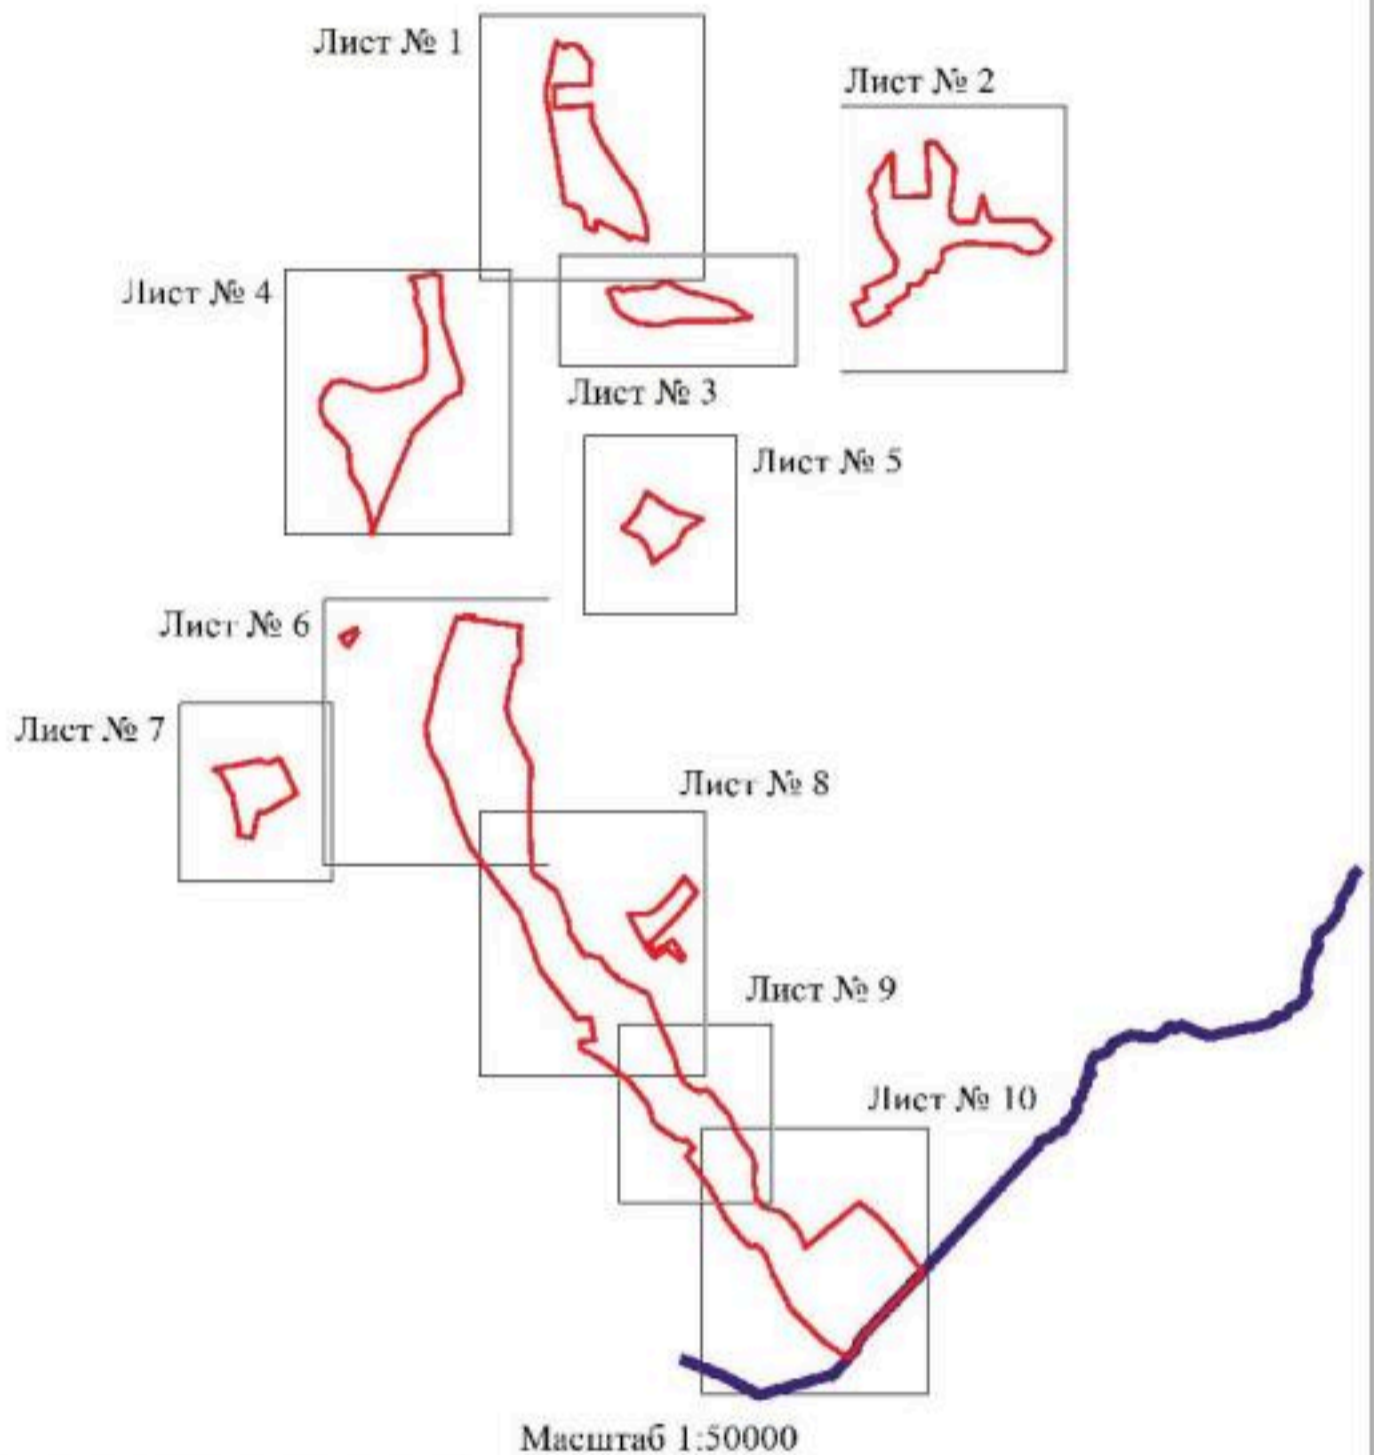 Лист № 1
Лист № 2
Лист № 4
Лист № 3
Лист № 5
Лист № 6
Лист № 7
Лист № 8
Лист № 9
Лист № 10
Масштаб 1:50000